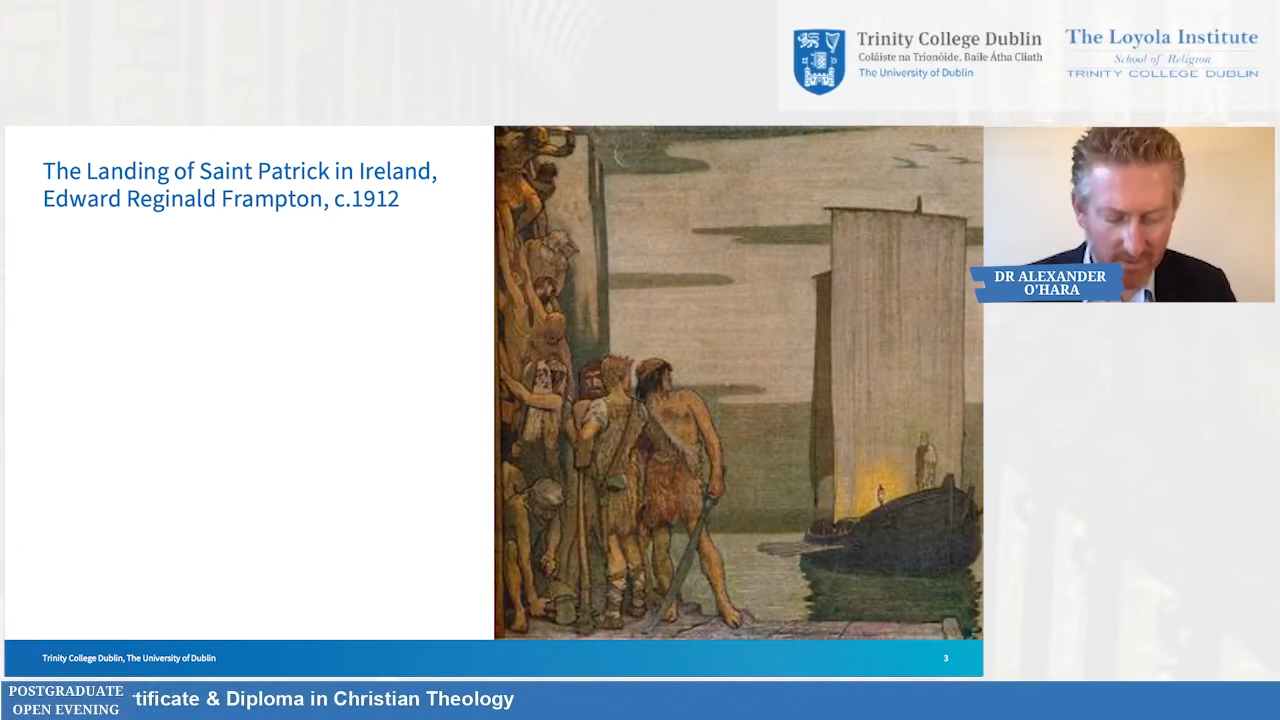 Trinity College Dublin
Coláiste na Tríonóide, Baile Átha Cliath
The University of Dublin
The Loyola Institute
School of Religion
TRINITY COLLEGE DUBLIN
The Landing of Saint Patrick in Ireland,
Edward Reginald Frampton, c.1912
DR ALEXANDER
O'HARA
Trinity College Dublin, The University of Dublin
3
POSTGRADUATE
OPEN EVENING
tificate & Diploma in Christian Theology